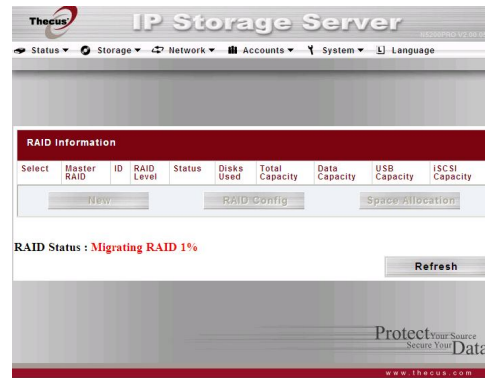 Thecus
IP Storage Server
Status Storage Network Accounts System Language
RAID Information
Select Master RAID ID RAID Level Status Disks Used Total Capacity Data Capacity USB Capacity iSCSI Capacity
New RAID Config Space Allocation
RAID Status : Migrating RAID 1%
Refresh
Protect Your Source
Secure Your Data
www.thecus.com